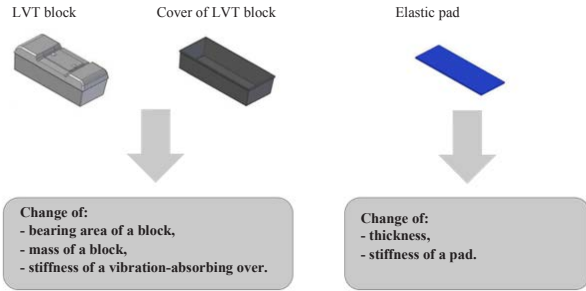 LVT block
Cover of LVT block
Elastic pad
Change of:
- bearing area of a block,
- mass of a block,
- stiffness of a vibration-absorbing over.
Change of:
- thickness,
- stiffness of a pad.